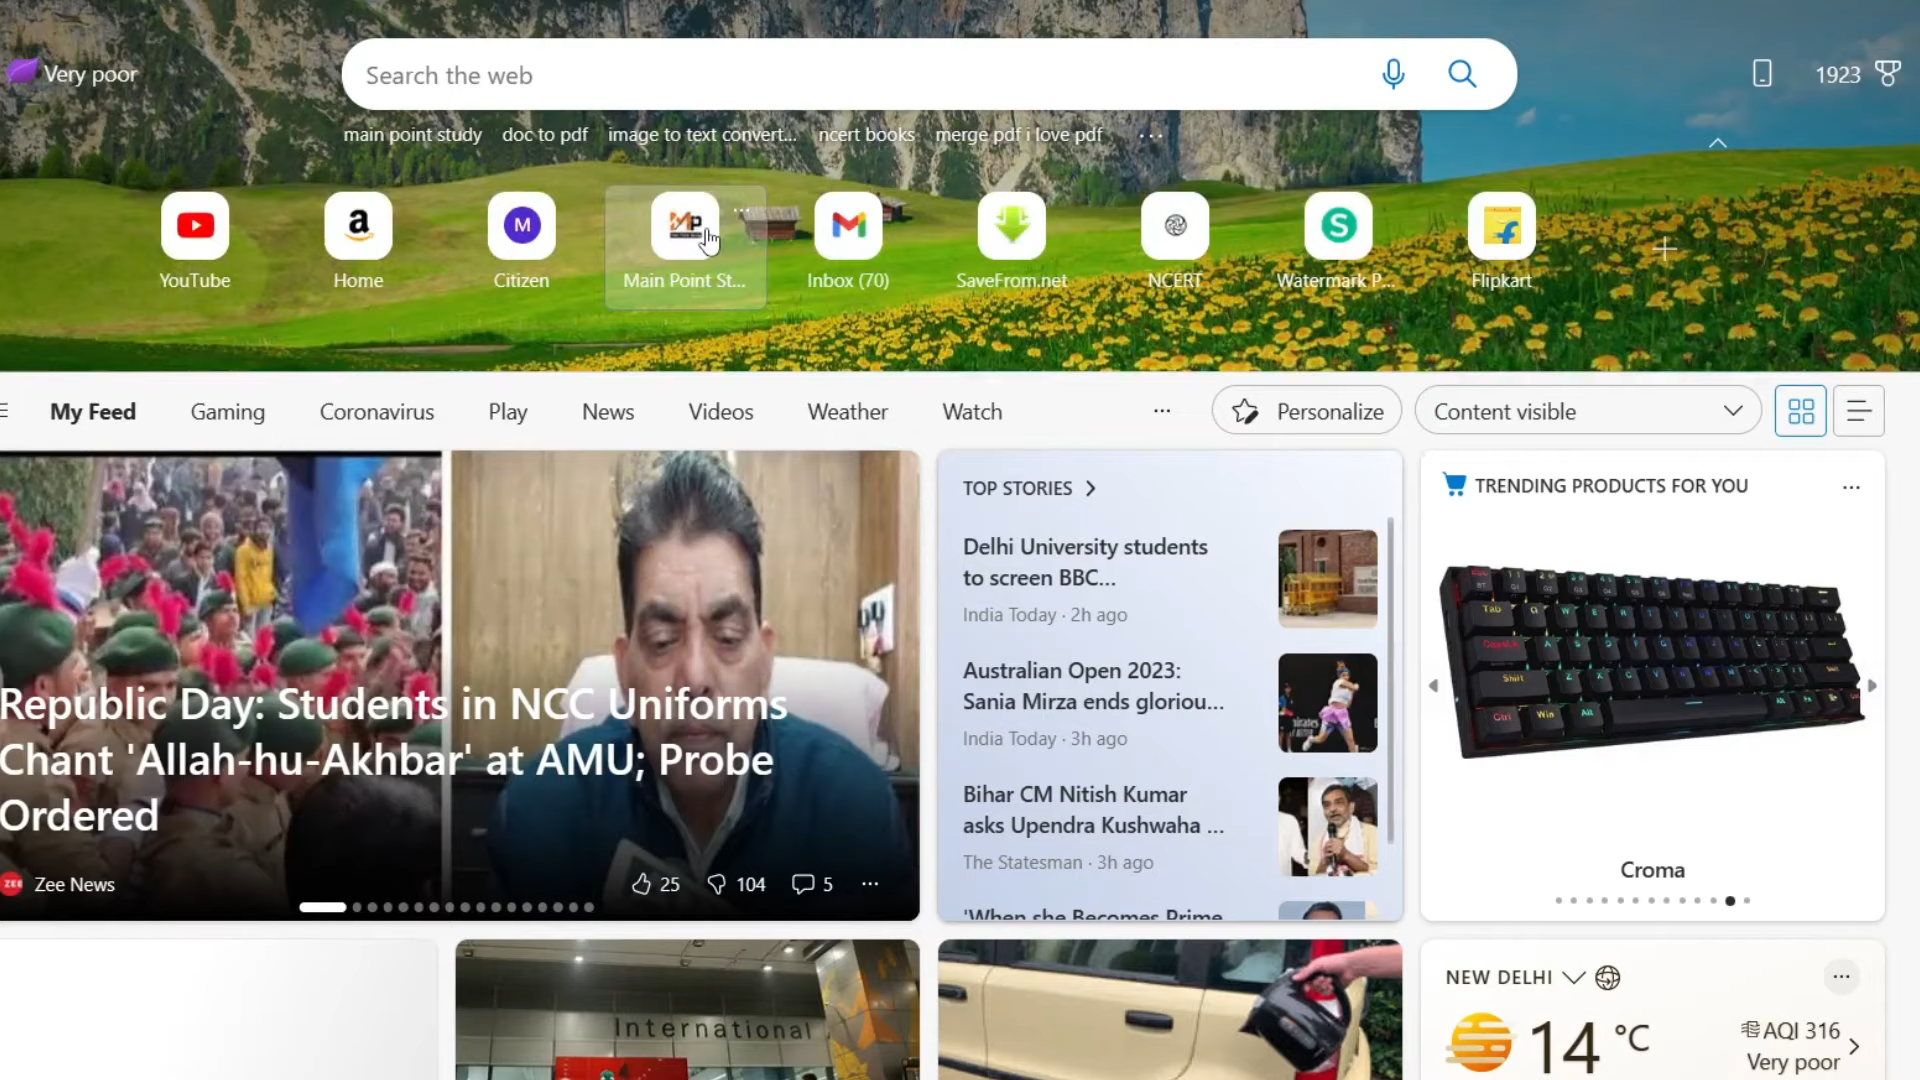 Very poor
Search the web
1923
main point study doc to pdf image to text convert... ncert books merge pdf i love pdf ...
YouTube
Home
M
Citizen
Main Point St...
Inbox (70)
SaveFrom.net
NCERT
S
Watermark P...
Flipkart
My Feed Gaming Coronavirus Play News Videos Weather Watch ... Personalize Content visible
Republic Day: Students in NCC Uniforms
Chant 'Allah-hu-Akhbar' at AMU; Probe
Ordered
Zee News
25 104 5 ...
TOP STORIES
Delhi University students
to screen BBC...
India Today · 2h ago
Australian Open 2023:
Sania Mirza ends gloriou...
India Today · 3h ago
Bihar CM Nitish Kumar
asks Upendra Kushwaha ...
The Statesman · 3h ago
'When she Becomes Prime
TRENDING PRODUCTS FOR YOU ...
Croma
International
NEW DELHI ...
14 °C
AQI 316
Very poor